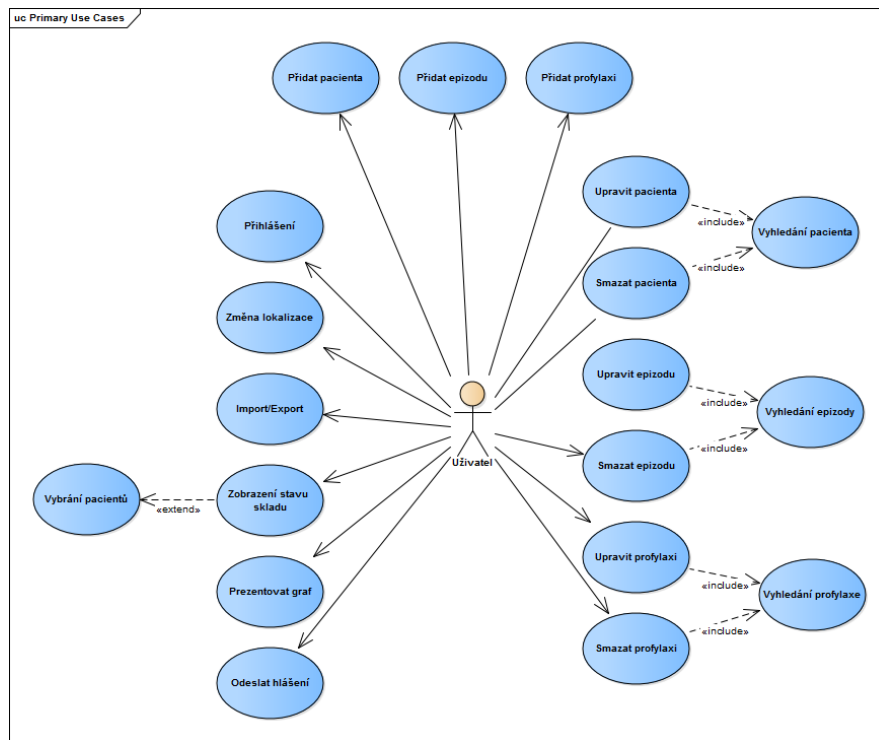 uc Primary Use Cases
Přidat pacienta
Přidat epizodu
Přidat profylaxi
Upravit pacienta
Přihlášení
«include»
Vyhledání pacienta
«include»
Smazat pacienta
Změna lokalizace
Upravit epizodu
Import/Export
«include»
Vyhledání epizody
«include»
Uživatel
Smazat epizodu
Vybrání pacientů
«extend»
Zobrazení stavu
skladu
Upravit profylaxi
Prezentovat graf
«include»
Vyhledání profylaxe
«include»
Smazat profylaxi
Odeslat hlášení